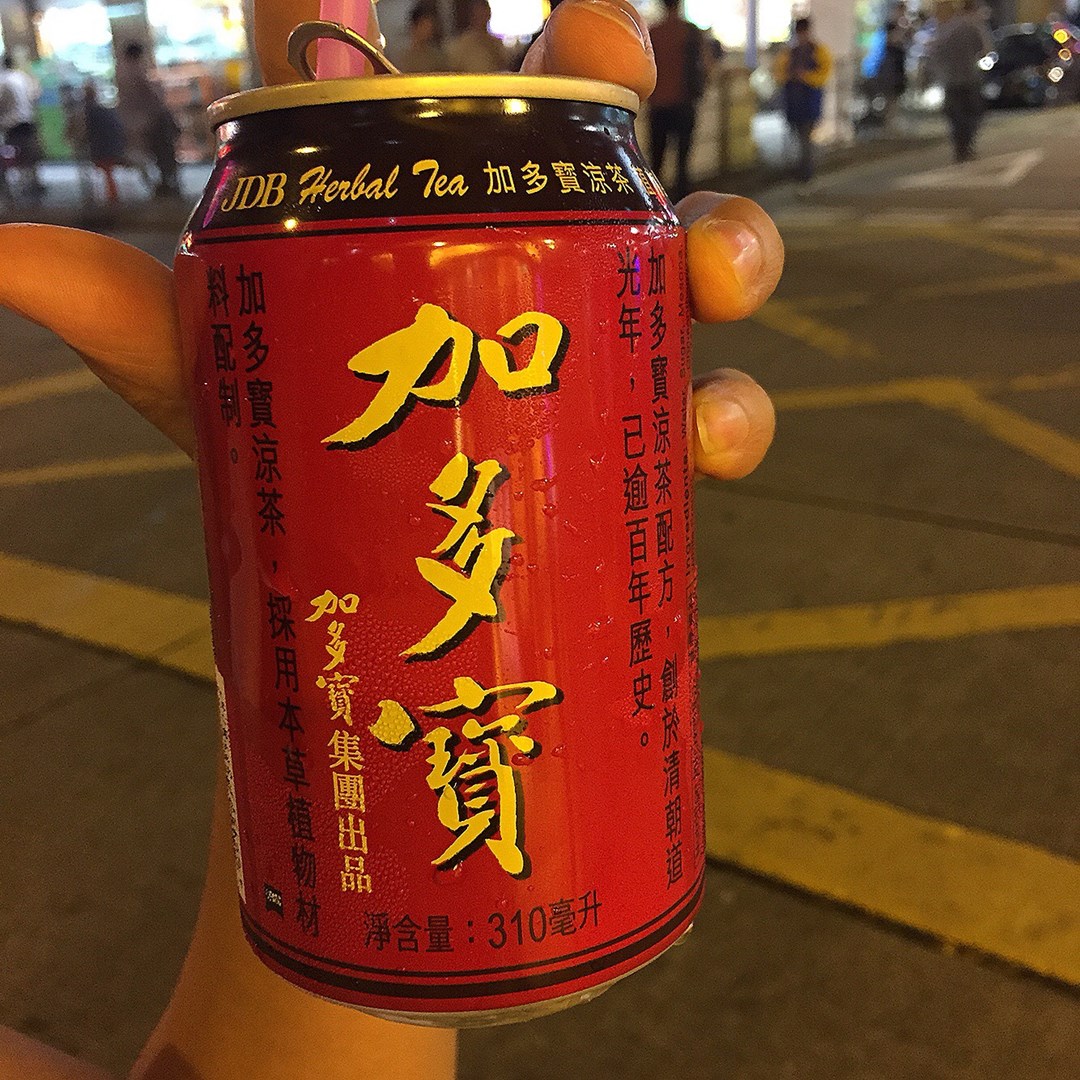 JDB Herbal Tea 加多寶涼茶 植
加多寶涼茶配方，創於清朝道
光年，已逾百年歷史。
加多寶
加多寶集團出品
加多寶涼茶，採用本草植物材
料配制。
淨含量：310毫升